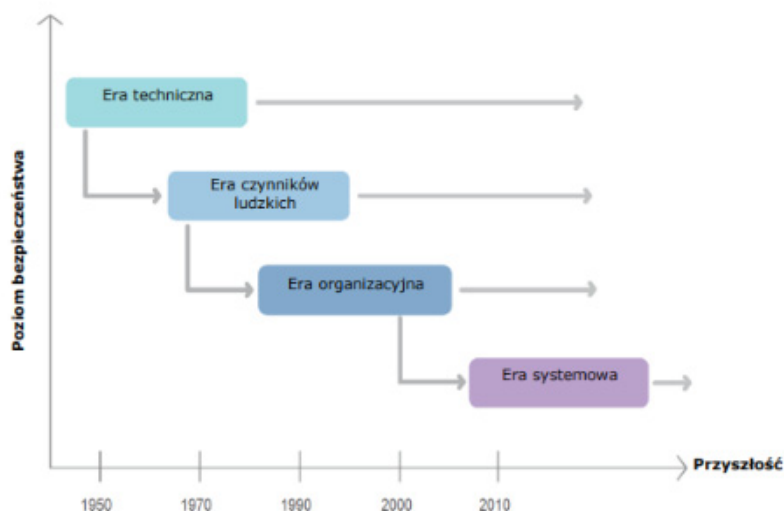 Era techniczna
Era czynników
ludzkich
Era organizacyjna
Era systemowa
Poziom bezpieczeństwa
Przyszłość
1950 1970 1990 2000 2010